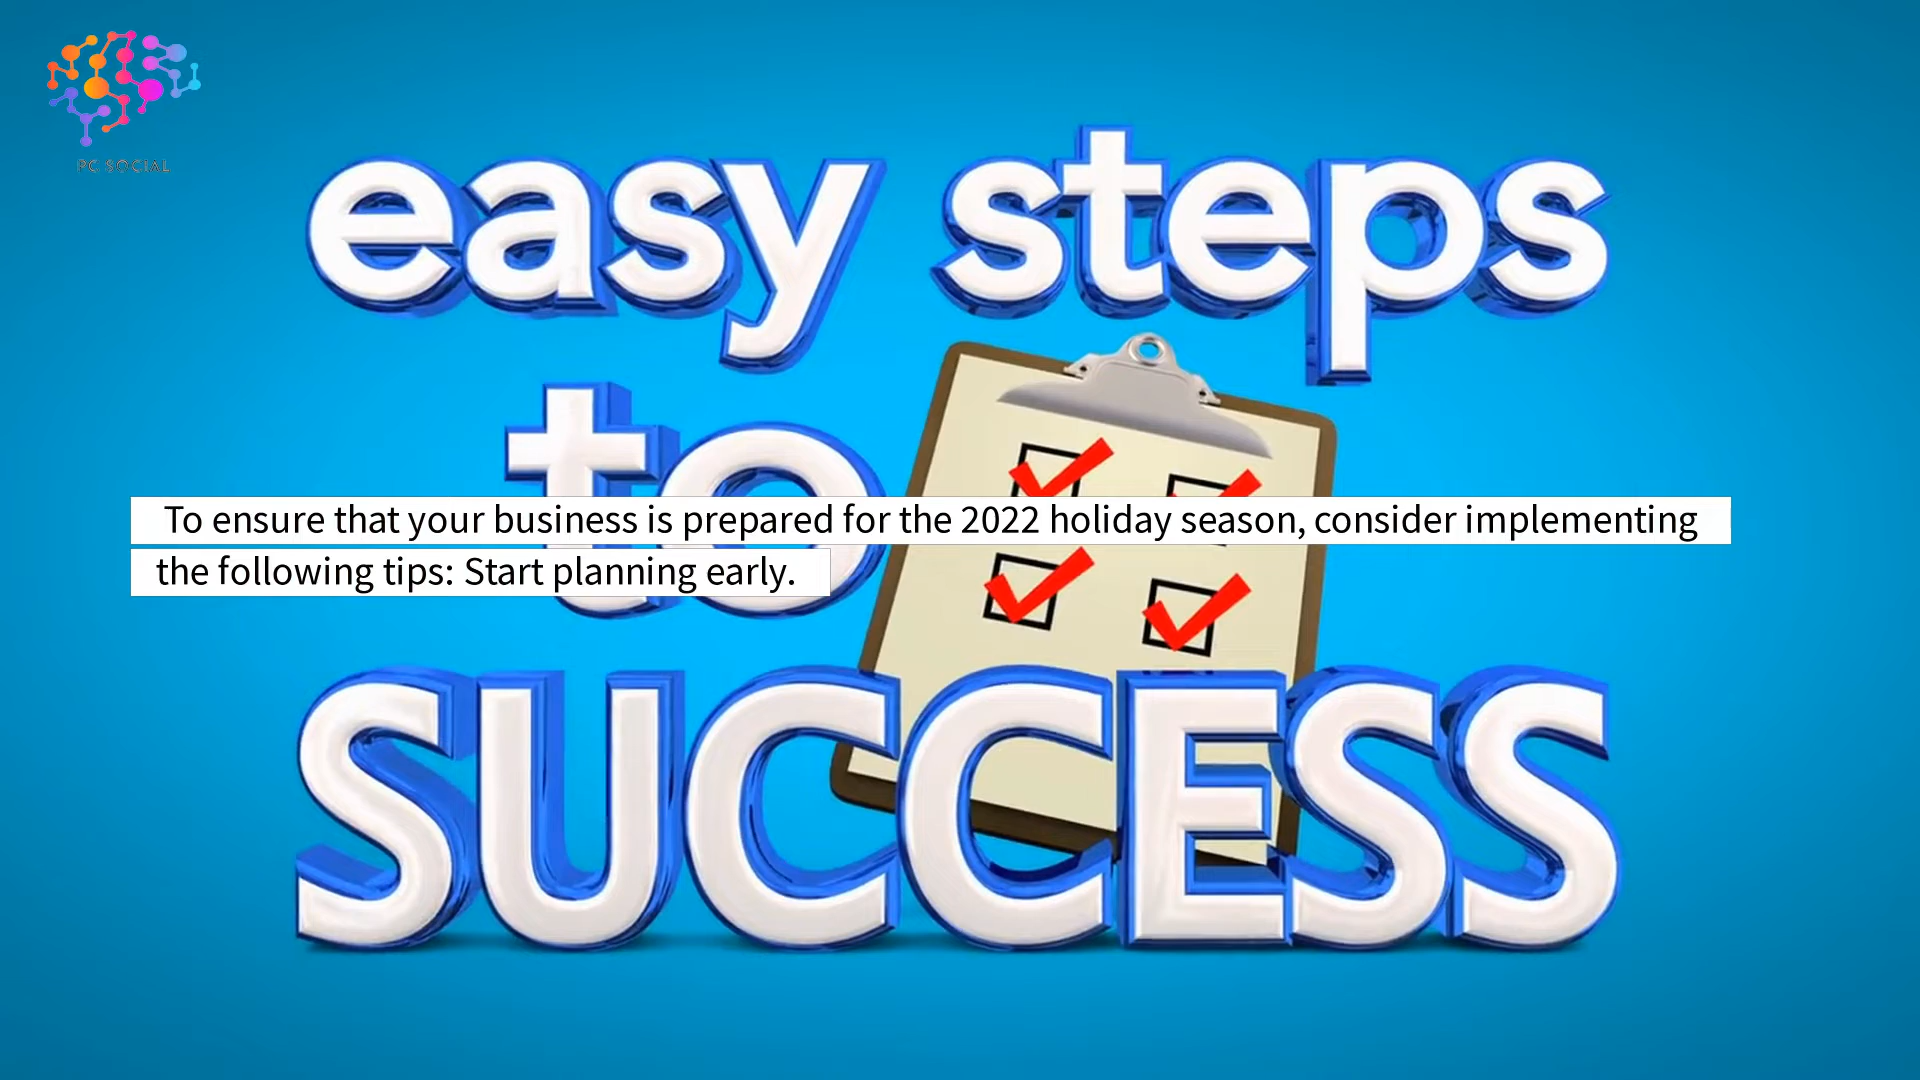 PC SOCIAL
easy steps
to
To ensure that your business is prepared for the 2022 holiday season, consider implementing
the following tips: Start planning early.
SUCCESS